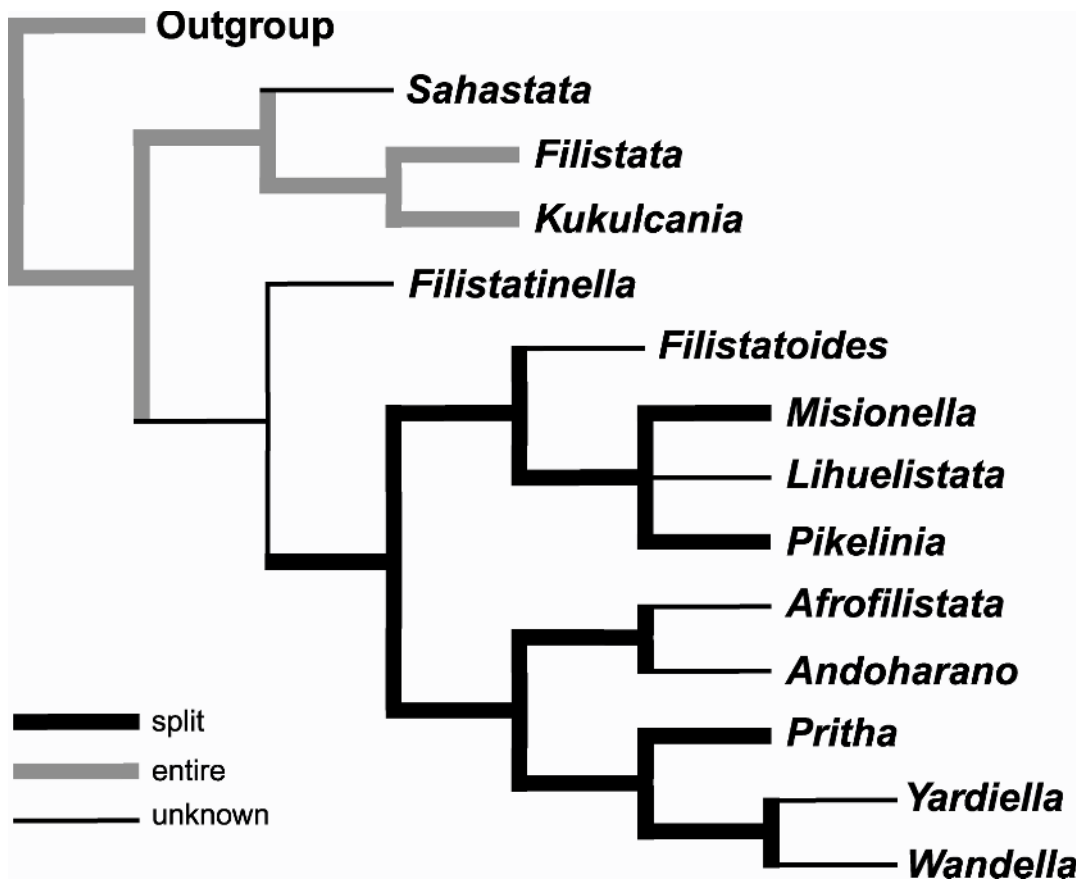 Outgroup
Sahastata
Filistata
Kukulcania
Filistatinella
Filistatoides
Misionella
Lihuelistata
Pikelinia
Afrofilistata
Andoharano
Pritha
Yardiella
Wandella
split
entire
unknown